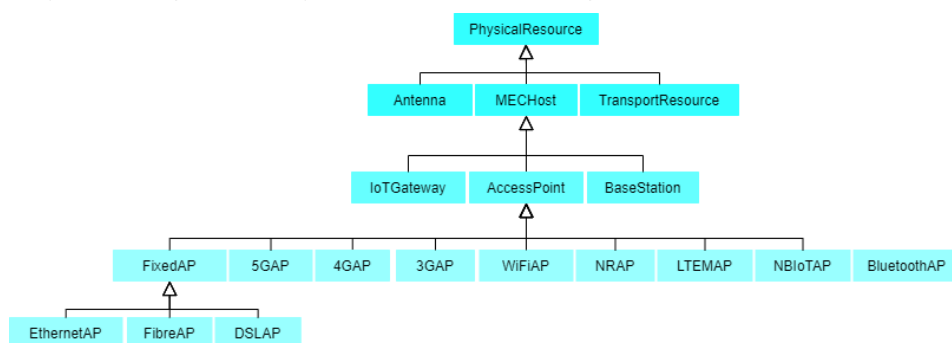 PhysicalResource
Antenna MECHost TransportResource
IoTGateway AccessPoint BaseStation
FixedAP 5GAP 4GAP 3GAP WiFiAP NRAP LTEMAP NBIoTAP BluetoothAP
EthernetAP FibreAP DSLAP